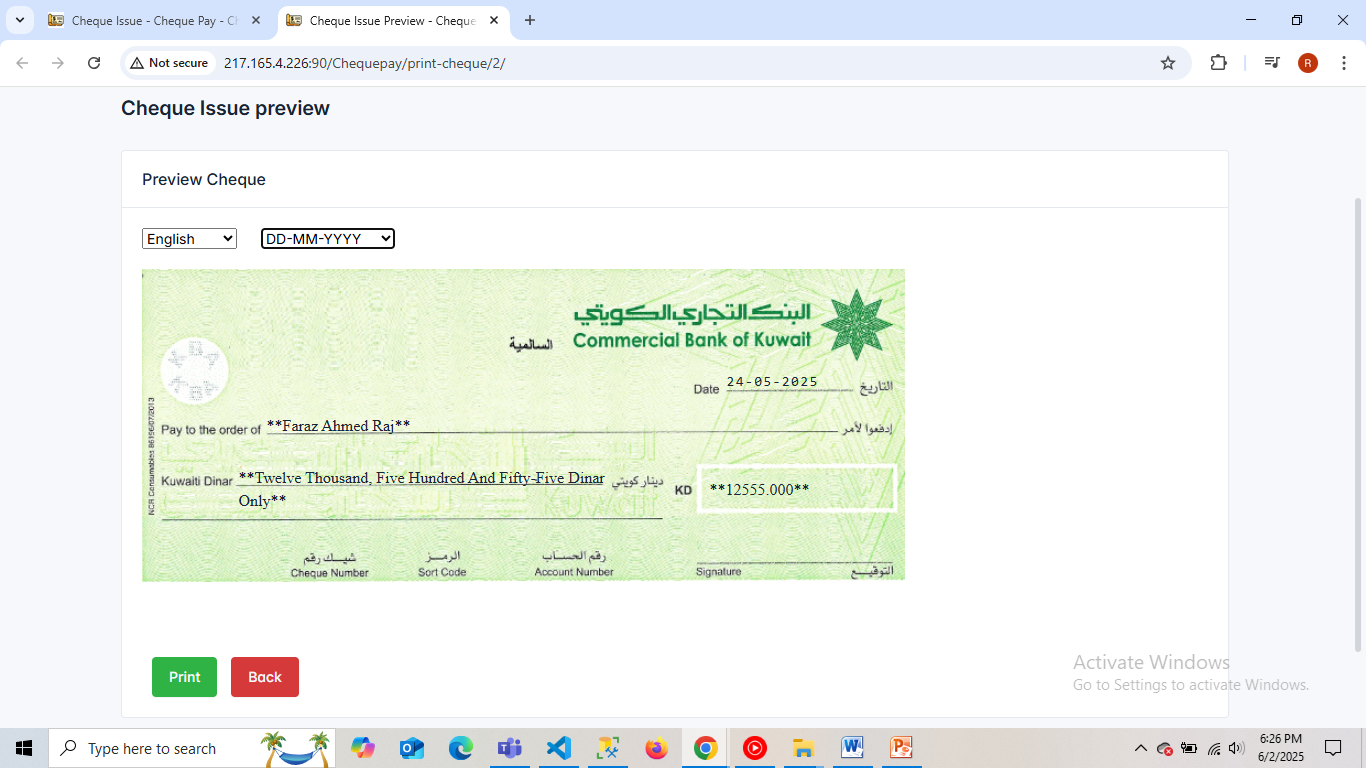 Cheque Issue - Cheque Pay - Ch
Cheque Issue Preview - Cheque
Not secure
217.165.4.226:90/Chequepay/print-cheque/2/
R
Cheque Issue preview
Preview Cheque
English
DD-MM-YYYY
البنك التجاري الكويتي
Commercial Bank of Kuwait
السالمية
Date 24-05-2025 التاريخ
NCR Consumables 8615667/2013
Pay to the order of **Faraz Ahmed Raj** إدفعوا لأمر
Kuwaiti Dinar **Twelve Thousand, Five Hundred And Fifty-Five Dinar دينار كويتي
Only**
KD **12555.000**
شيك رقم
Cheque Number
الرمز
Sort Code
رقم الحساب
Account Number
Signature التوقيع
Print
Back
Activate Windows
Go to Settings to activate Windows.
Type here to search
6:26 PM
6/2/2025